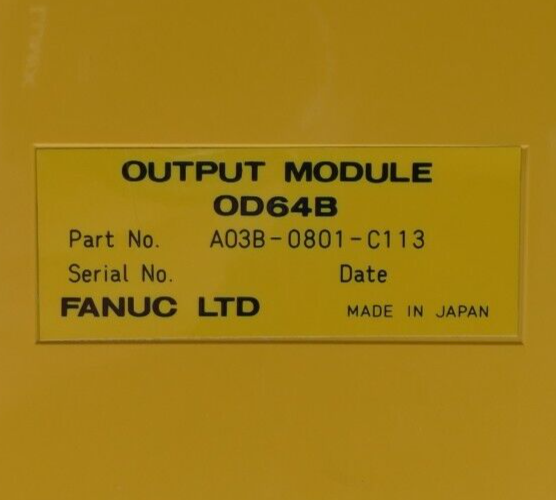 OUTPUT MODULE
OD64B
Part No. A03B-0801-C113
Serial No. Date
FANUC LTD MADE IN JAPAN